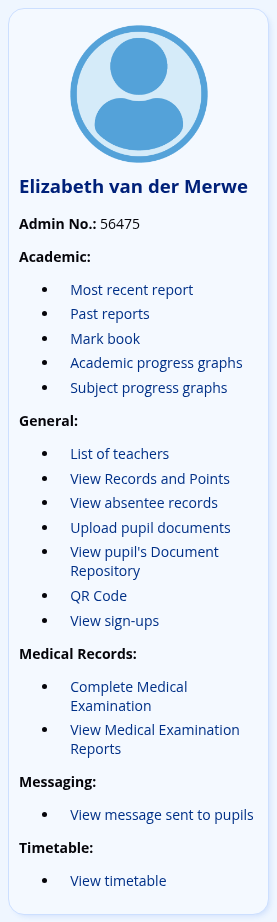 Elizabeth van der Merwe
Admin No.: 56475
Academic:
Most recent report
Past reports
Mark book
Academic progress graphs
Subject progress graphs
General:
List of teachers
View Records and Points
View absentee records
Upload pupil documents
View pupil's Document
Repository
QR Code
View sign-ups
Medical Records:
Complete Medical
Examination
View Medical Examination
Reports
Messaging:
View message sent to pupils
Timetable:
View timetable